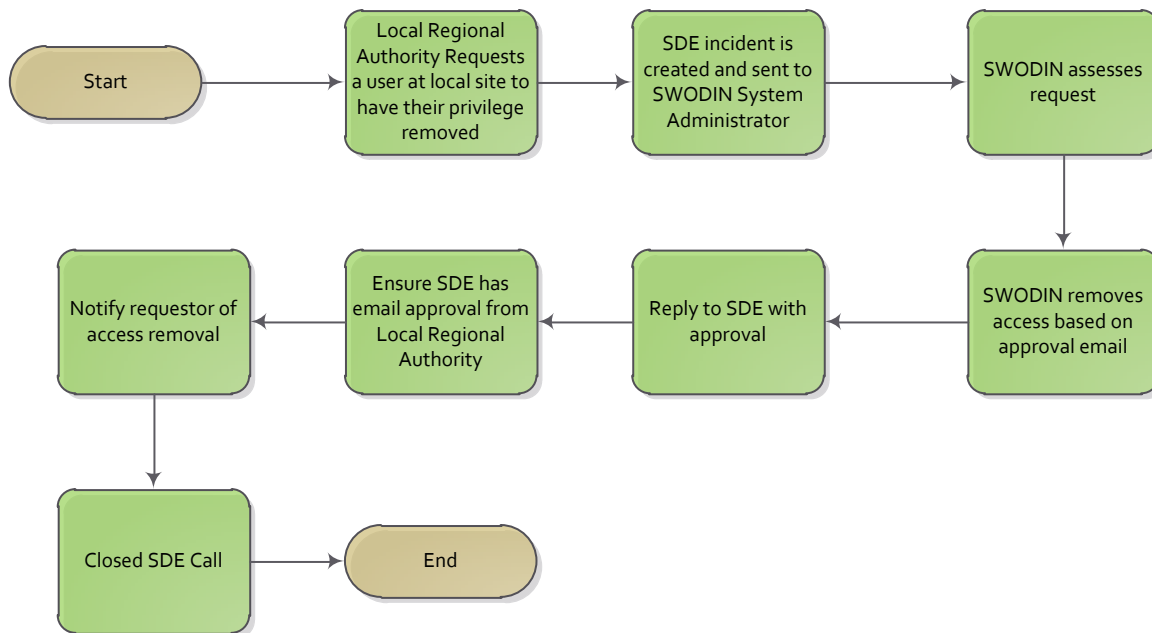 Start
Local Regional
Authority Requests
a user at local site to
have their privilege
removed
SDE incident is
created and sent to
SWODIN System
Administrator
SWODIN assesses
request
SWODIN removes
access based on
approval email
Reply to SDE with
approval
Ensure SDE has
email approval from
Local Regional
Authority
Notify requestor of
access removal
Closed SDE Call
End